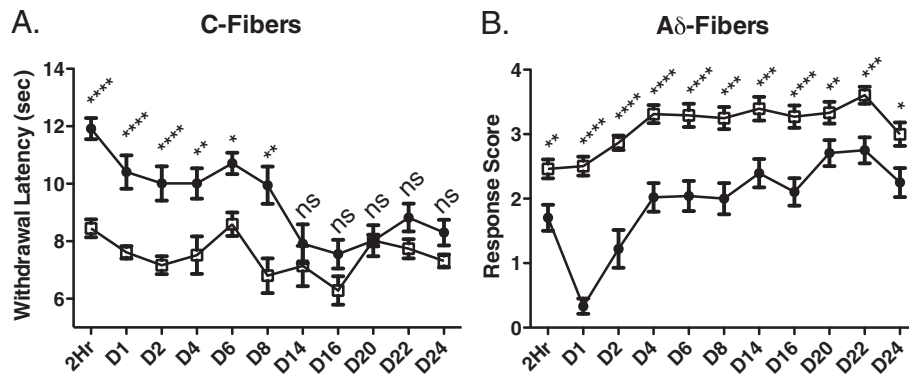 A.
C-Fibers
Withdrawal Latency (sec)
14
12
10
8
6
**** **** **** ** * ** ns ns ns ns ns
2Hr D1 D2 D4 D6 D8 D14 D16 D20 D22 D24
B.
Aδ-Fibers
Response Score
4
3
2
1
0
** **** **** **** **** *** *** **** ** *** *
2Hr D1 D2 D4 D6 D8 D14 D16 D20 D22 D24